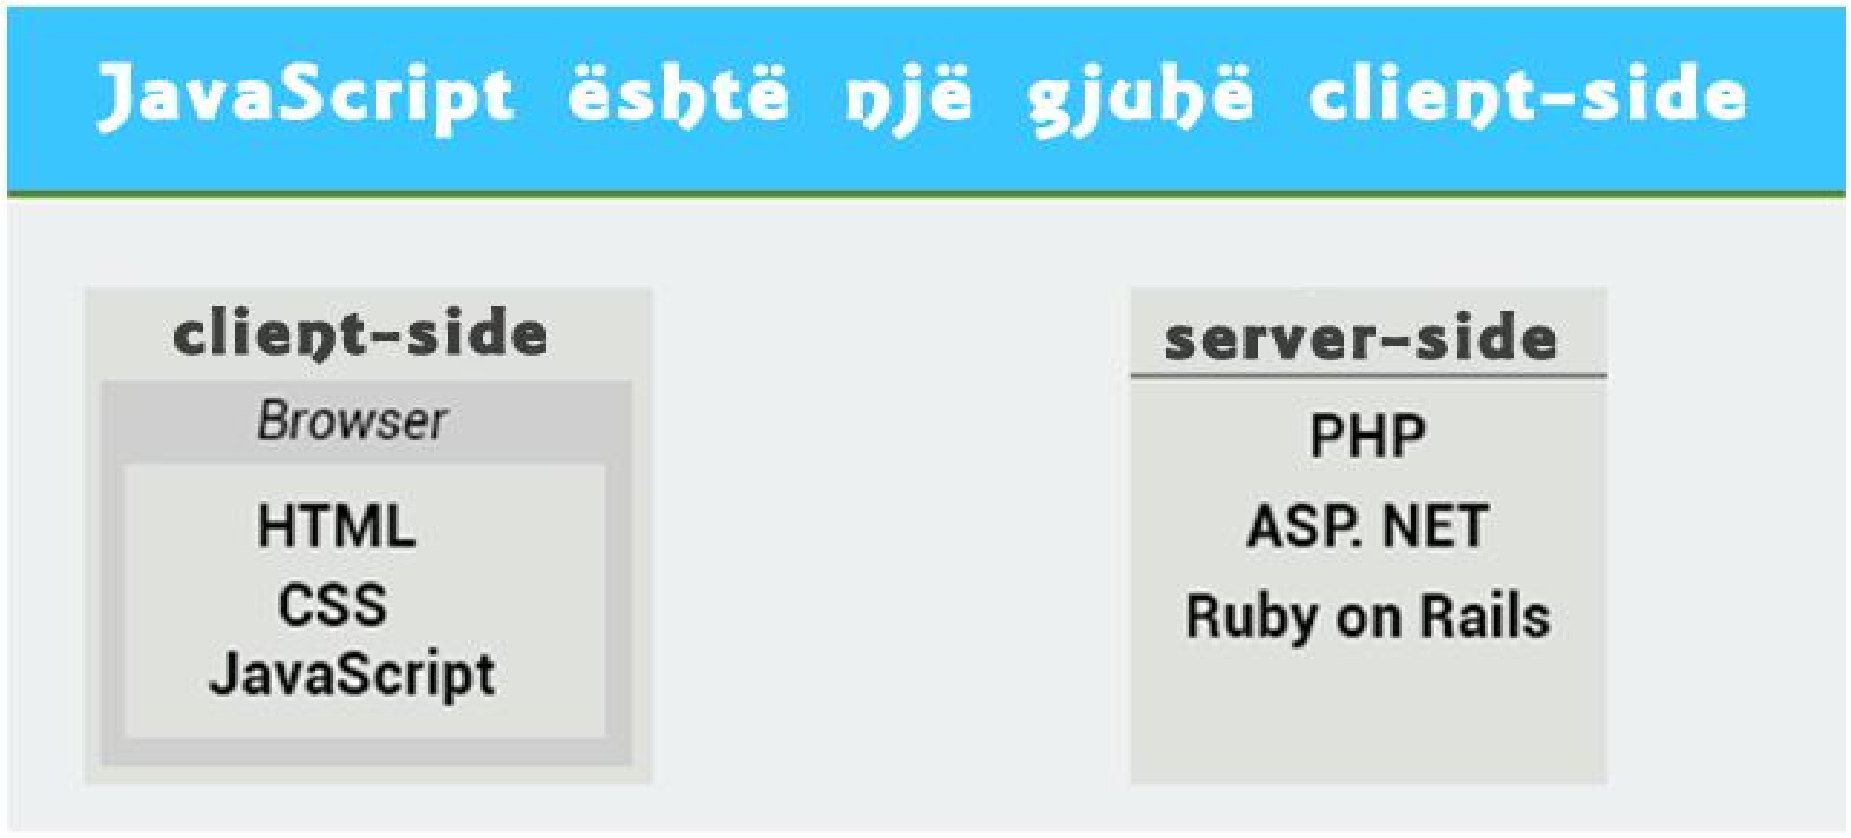 JavaScript është një gjuhë client-side
client-side
Browser
HTML
CSS
JavaScript
server-side
PHP
ASP. NET
Ruby on Rails